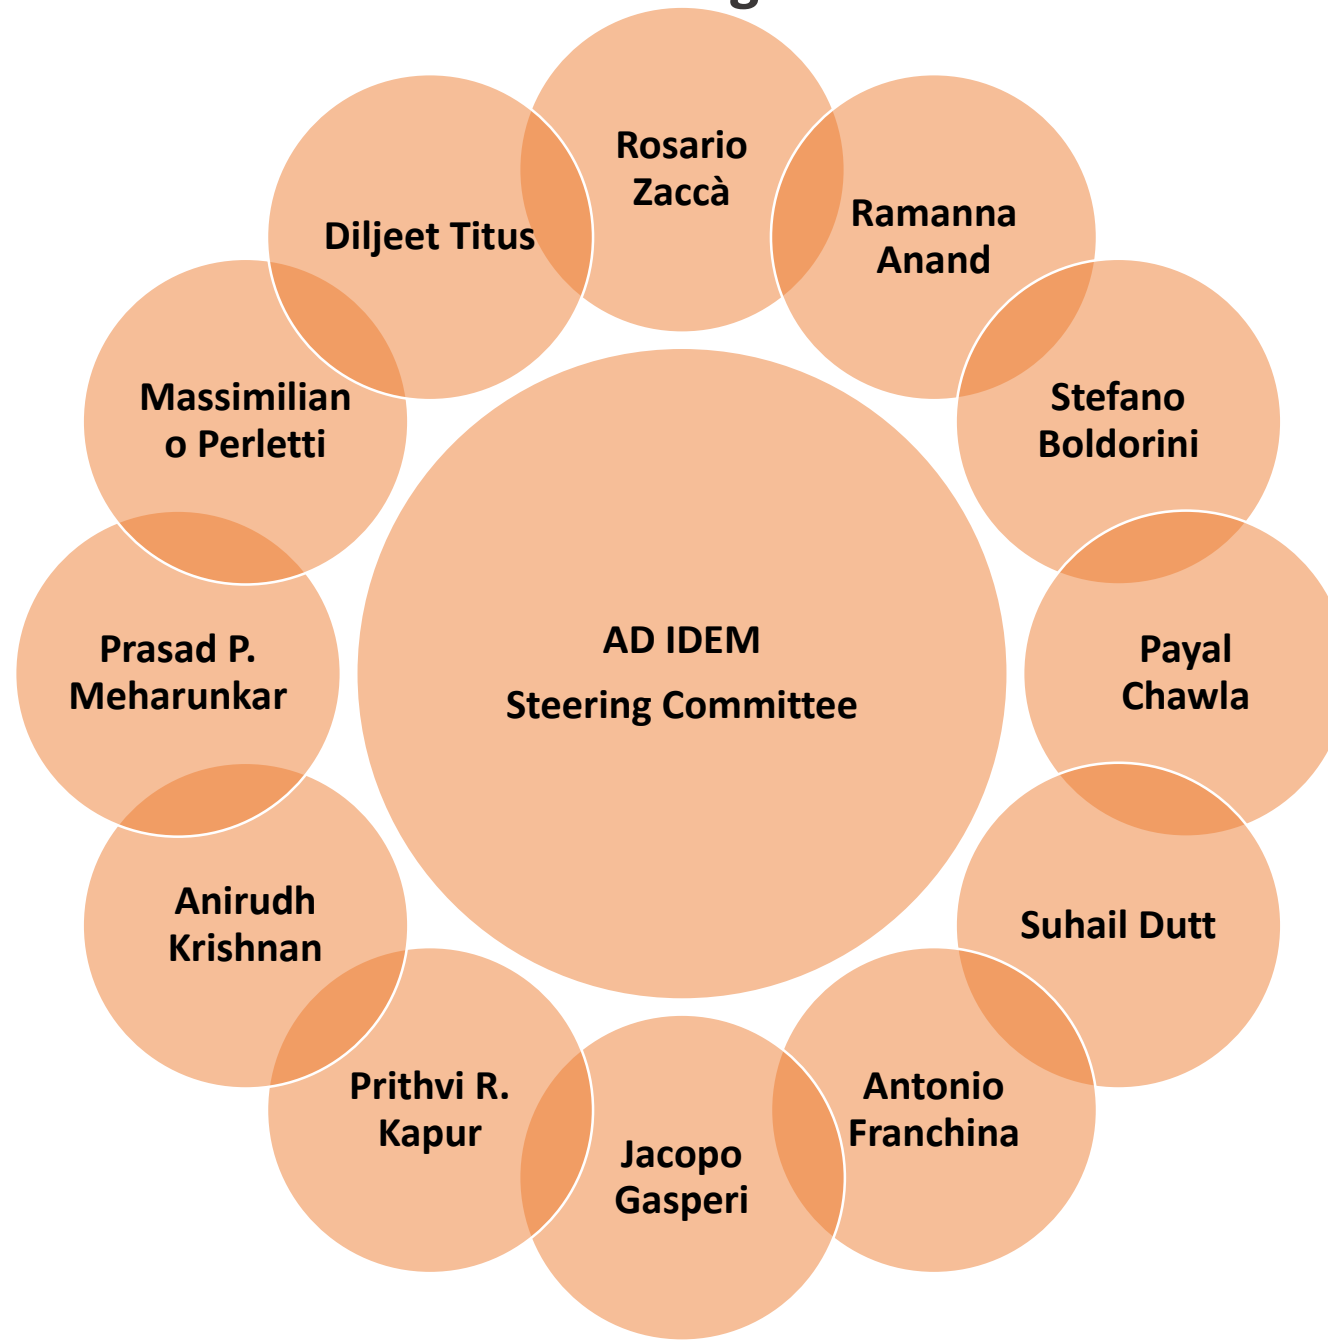 g
Rosario
Zaccà
Ramanna
Anand
Stefano
Boldorini
Payal
Chawla
Suhail Dutt
Antonio
Franchina
Jacopo
Gasperi
Prithvi R.
Kapur
Anirudh
Krishnan
Prasad P.
Meharunkar
Massimilian
o Perletti
Diljeet Titus
AD IDEM
Steering Committee